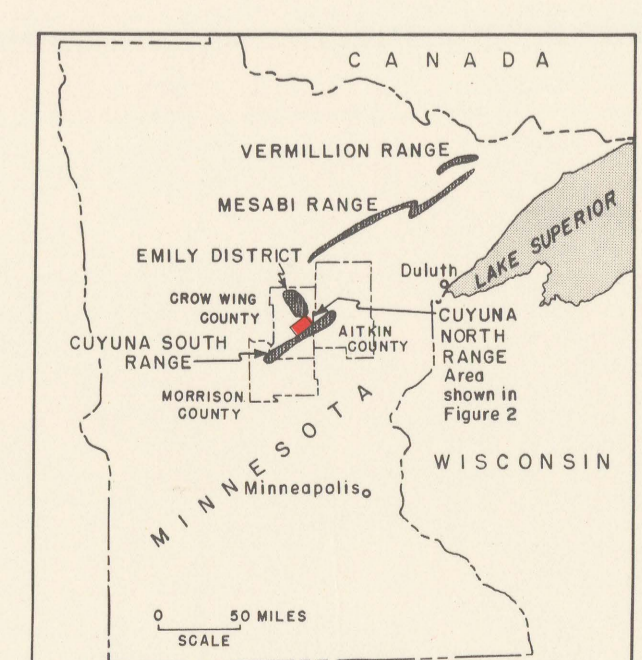 CANADA
VERMILLION RANGE
MESABI RANGE
EMILY DISTRICT
Duluth
LAKE SUPERIOR
CROW WING
COUNTY
CUYUNA
NORTH
RANGE
Area
shown in
Figure 2
AITKIN
COUNTY
CUYUNA SOUTH
RANGE
MORRISON
COUNTY
MINNESOTA
WISCONSIN
Minneapolis
0 50 MILES
SCALE